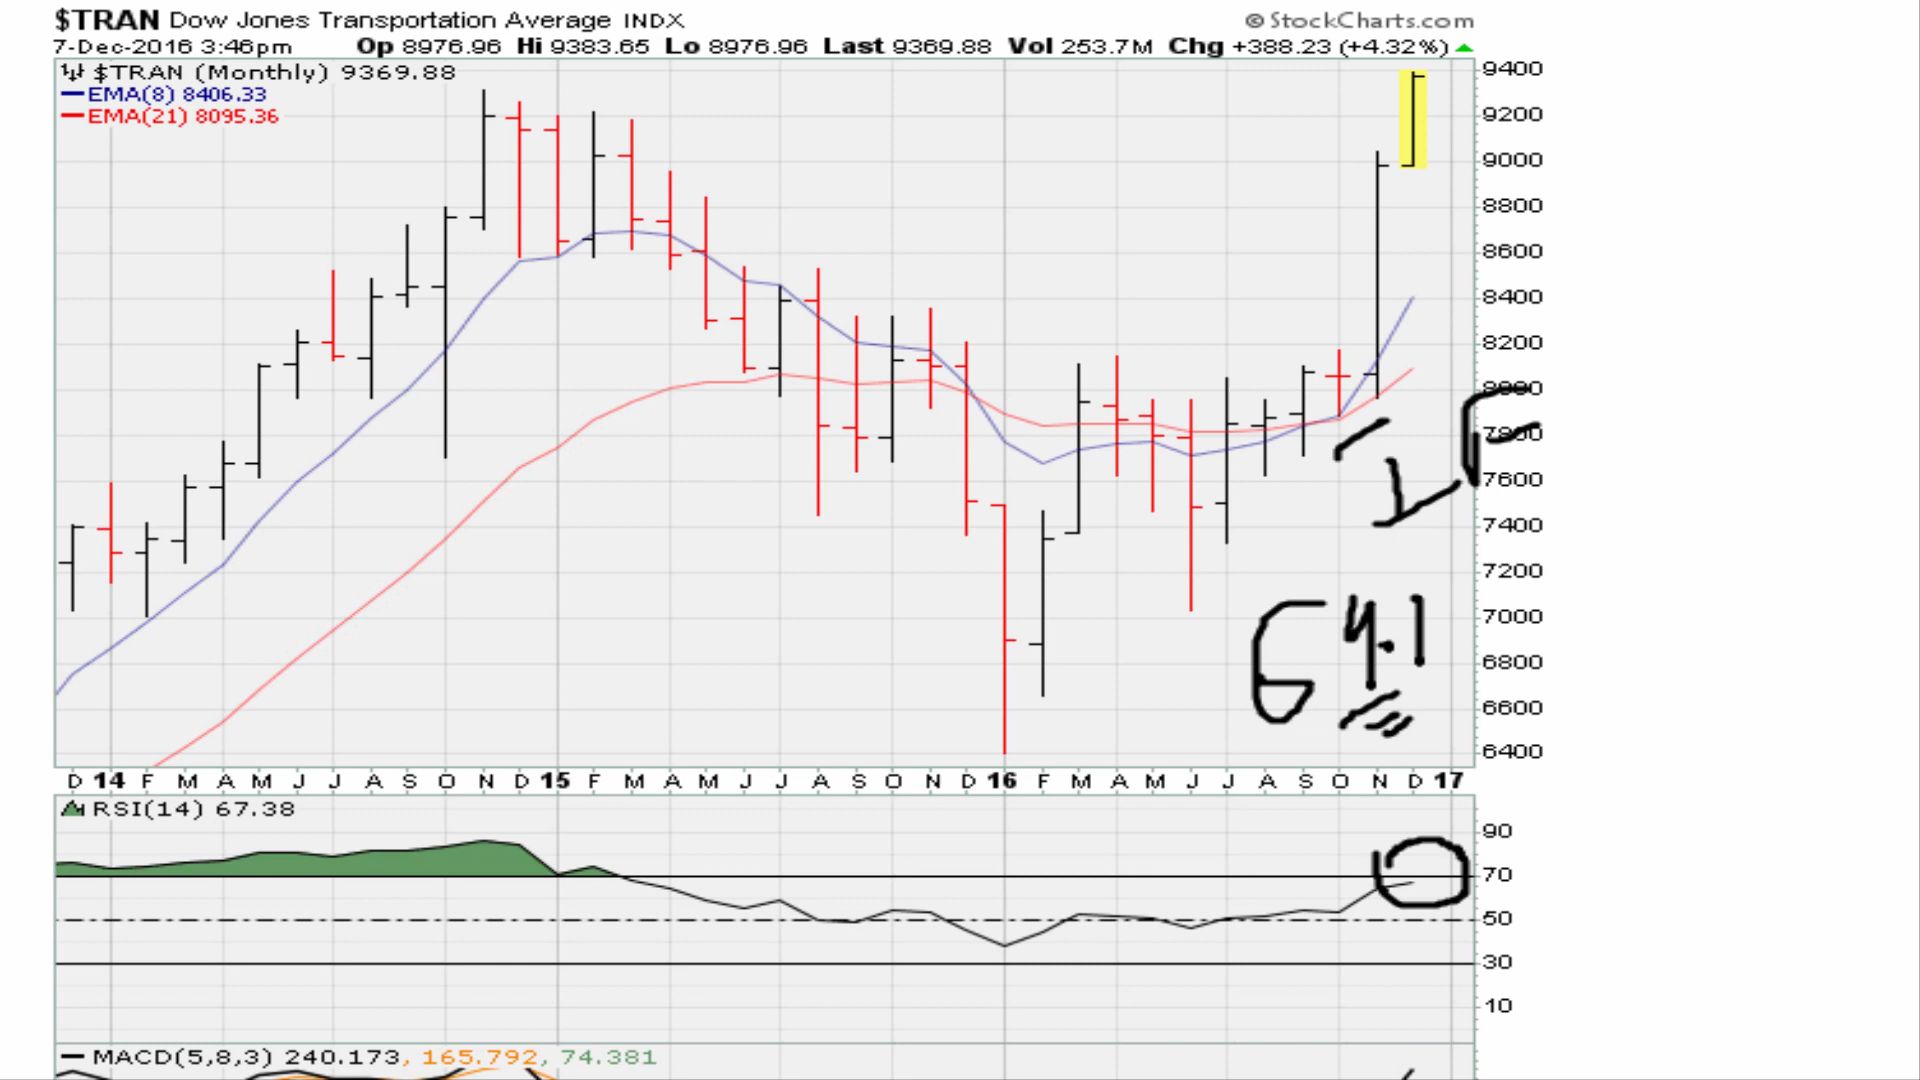 $TRAN Dow Jones Transportation Average INDX © StockCharts.com
7-Dec-2016 3:46pm Op 8976.96 Hi 9383.65 Lo 8976.96 Last 9369.88 Vol 253.7M Chg +388.23 (+4.32%)
$TRAN (Monthly) 9369.88
EMA(8) 8406.33
EMA(21) 8095.36
9400
9200
9000
8800
8600
8400
8200
8000
7800
7600
7400
7200
7000
6800
6600
6400
64.1
D 14 F M A M J J A S O N D 15 F M A M J J A S O N D 16 F M A M J J A S O N D 17
RSI(14) 67.38
90
70
50
30
10
MACD(5,8,3) 240.173, 165.792, 74.381